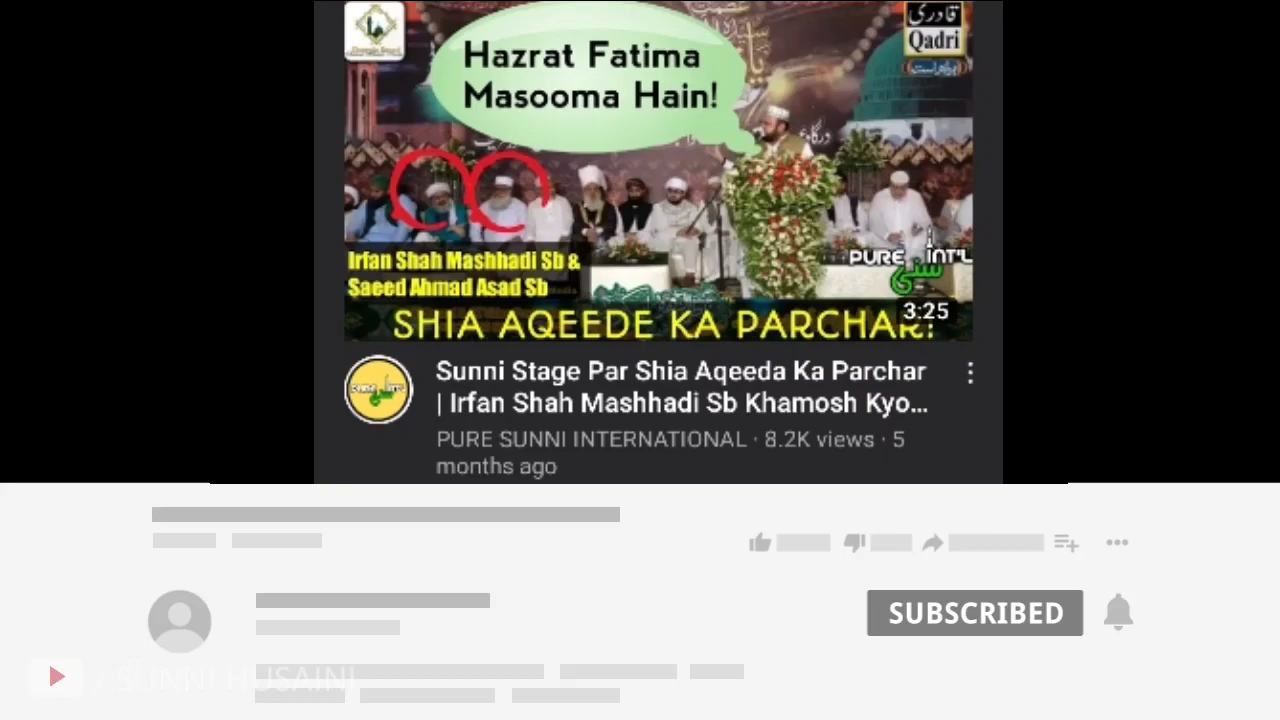 Hazrat Fatima
Masooma Hain!
قادری
Qadri
Irfan Shah Mashhadi Sb &
Saeed Ahmad Asad Sb
PURE INT'L
سنی
3:25
SHIA AQEEDE KA PARCHAR!
Sunni Stage Par Shia Aqeeda Ka Parchar
| Irfan Shah Mashhadi Sb Khamosh Kyo...
PURE SUNNI INTERNATIONAL · 8.2K views · 5
months ago
SUBSCRIBED
/ SUNNI HUSAINI